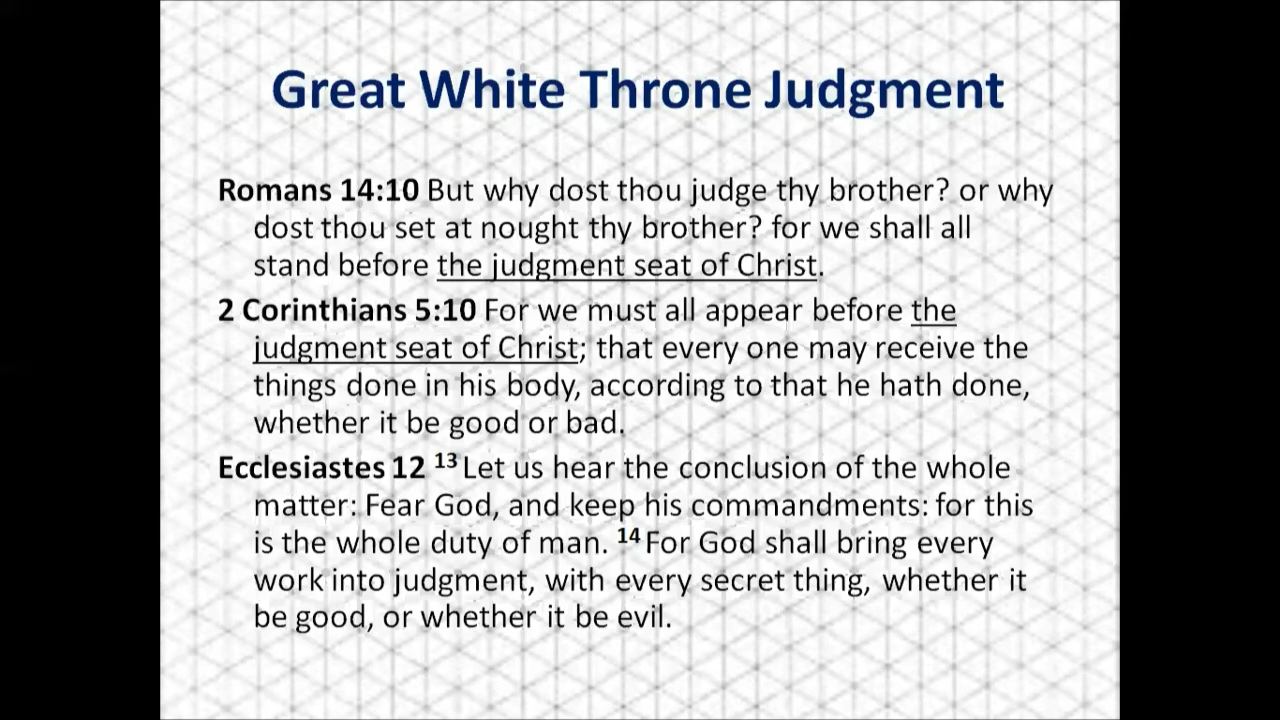 Great White Throne Judgment
Romans 14:10 But why dost thou judge thy brother? or why
dost thou set at nought thy brother? for we shall all
stand before the judgment seat of Christ.
2 Corinthians 5:10 For we must all appear before the
judgment seat of Christ; that every one may receive the
things done in his body, according to that he hath done,
whether it be good or bad.
Ecclesiastes 12 13 Let us hear the conclusion of the whole
matter: Fear God, and keep his commandments: for this
is the whole duty of man. 14 For God shall bring every
work into judgment, with every secret thing, whether it
be good, or whether it be evil.